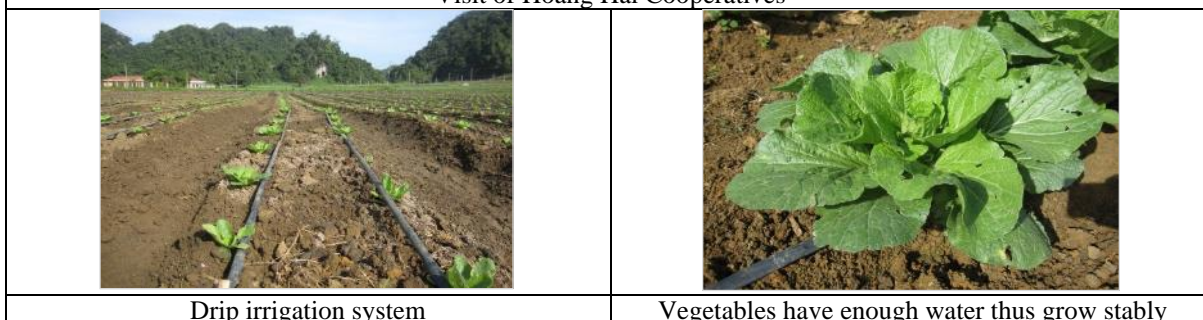 Visit of Hoang Hai Cooperatives
Drip irrigation system
Vegetables have enough water thus grow stably